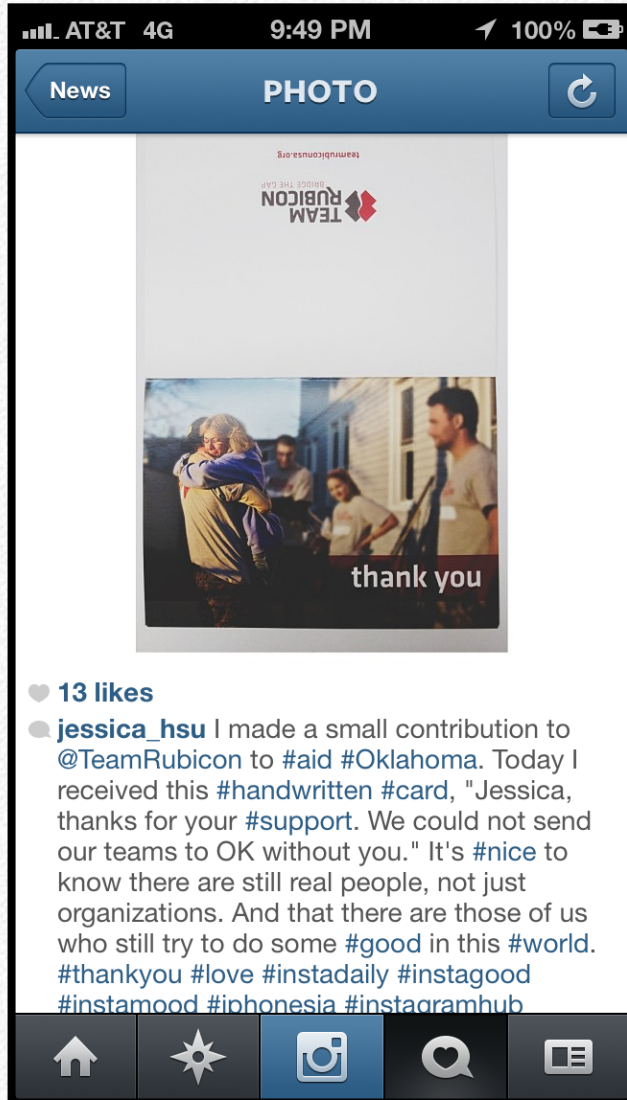 AT&T 4G 9:49 PM 100%
News PHOTO
teamrubiconusa.org
BRIDGE THE GAP
RUBICON
TEAM
thank you
13 likes
jessica_hsu I made a small contribution to
@TeamRubicon to #aid #Oklahoma. Today I
received this #handwritten #card, "Jessica,
thanks for your #support. We could not send
our teams to OK without you." It's #nice to
know there are still real people, not just
organizations. And that there are those of us
who still try to do some #good in this #world.
#thankyou #love #instadaily #instagood
#instamood #iphonesia #instagramhub